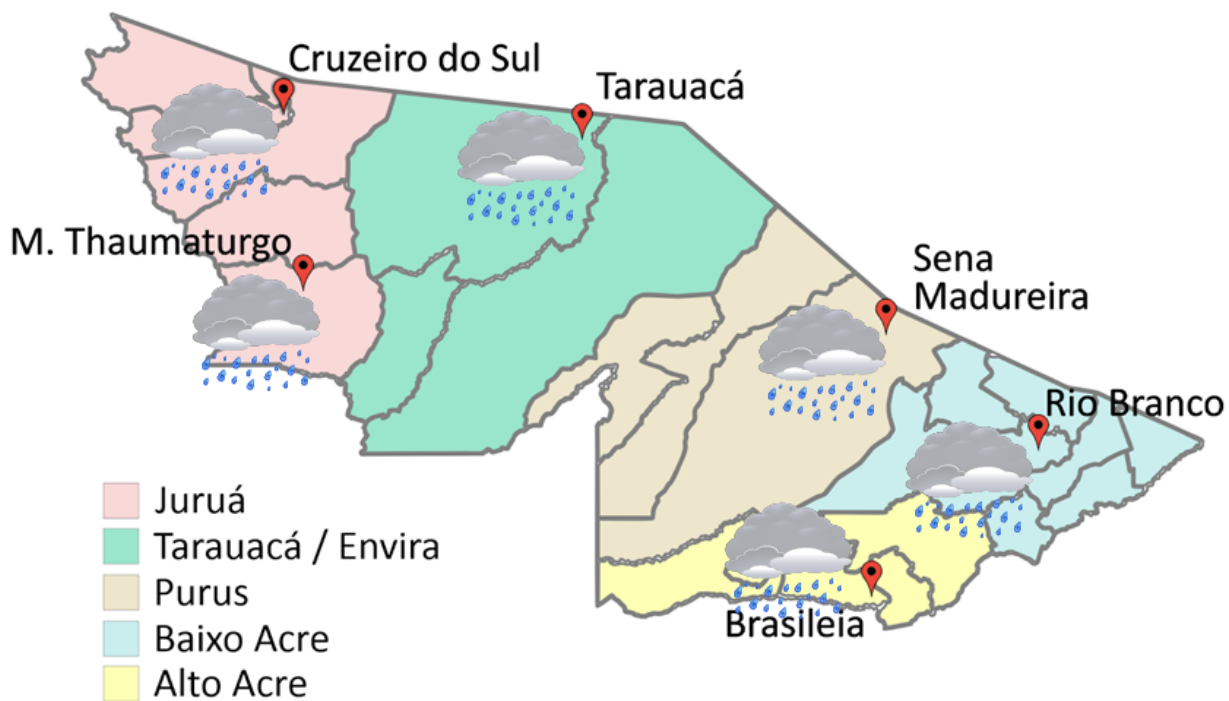 Cruzeiro do Sul
Tarauacá
M. Thaumaturgo
Sena
Madureira
Rio Branco
Brasileia
Juruá
Tarauacá / Envira
Purus
Baixo Acre
Alto Acre